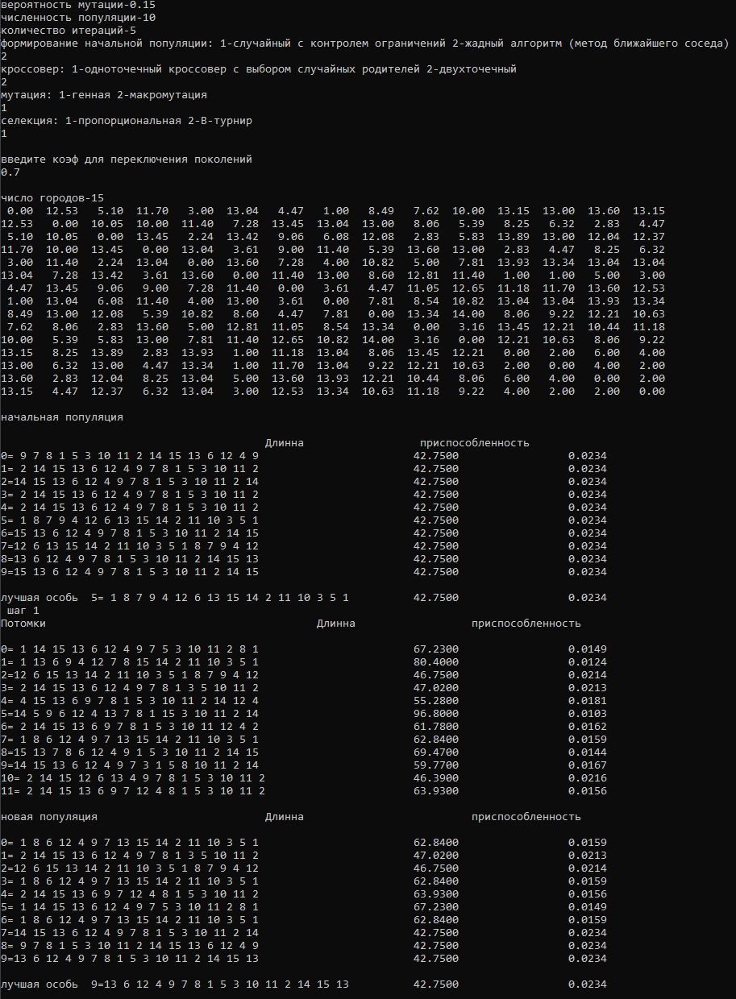 вероятность мутации-0.15
численность популяции-10
количество итераций-5
формирование начальной популяции: 1-случайный с контролем ограничений 2-жадный алгоритм (метод ближайшего соседа)
2
кроссовер: 1-одноточечный кроссовер с выбором случайных родителей 2-двухточечный
2
мутация: 1-генная 2-макромутация
1
селекция: 1-пропорциональная 2-В-турнир
1
введите коэф для переключения поколений
0.7
число городов-15
0.00 12.53 5.10 11.70 3.00 13.04 4.47 1.00 8.49 7.62 10.00 13.15 13.00 13.60 13.15
12.53 0.00 10.05 10.00 11.40 7.28 13.45 13.04 13.00 8.06 5.39 8.25 6.32 2.83 4.47
5.10 10.05 0.00 13.45 2.24 13.42 9.06 6.08 12.08 2.83 5.83 13.89 13.00 12.04 12.37
11.70 10.00 13.45 0.00 13.04 3.61 9.00 11.40 5.39 13.60 13.00 2.83 4.47 8.25 6.32
3.00 11.40 2.24 13.04 0.00 13.60 7.28 4.00 10.82 5.00 7.81 13.93 13.34 13.04 13.04
13.04 7.28 13.42 3.61 13.60 0.00 11.40 13.00 8.60 12.81 11.40 1.00 1.00 5.00 3.00
4.47 13.45 9.06 9.00 7.28 11.40 0.00 3.61 4.47 11.05 12.65 11.18 11.70 13.60 12.53
1.00 13.04 6.08 11.40 4.00 13.00 3.61 0.00 7.81 8.54 10.82 13.04 13.04 13.93 13.34
8.49 13.00 12.08 5.39 10.82 8.60 4.47 7.81 0.00 13.34 14.00 8.06 9.22 12.21 10.63
7.62 8.06 2.83 13.60 5.00 12.81 11.05 8.54 13.34 0.00 3.16 13.45 12.21 10.44 11.18
10.00 5.39 5.83 13.00 7.81 11.40 12.65 10.82 14.00 3.16 0.00 12.21 10.63 8.06 9.22
13.15 8.25 13.89 2.83 13.93 1.00 11.18 13.04 8.06 13.45 12.21 0.00 2.00 6.00 4.00
13.00 6.32 13.00 4.47 13.34 1.00 11.70 13.04 9.22 12.21 10.63 2.00 0.00 4.00 2.00
13.60 2.83 12.04 8.25 13.04 5.00 13.60 13.93 12.21 10.44 8.06 6.00 4.00 0.00 2.00
13.15 4.47 12.37 6.32 13.04 3.00 12.53 13.34 10.63 11.18 9.22 4.00 2.00 2.00 0.00
начальная популяция
Длинна приспособленность
0= 9 7 8 1 5 3 10 11 2 14 15 13 6 12 4 9 42.7500 0.0234
1= 2 14 15 13 6 12 4 9 7 8 1 5 3 10 11 2 42.7500 0.0234
2=14 15 13 6 12 4 9 7 8 1 5 3 10 11 2 14 42.7500 0.0234
3= 2 14 15 13 6 12 4 9 7 8 1 5 3 10 11 2 42.7500 0.0234
4= 2 14 15 13 6 12 4 9 7 8 1 5 3 10 11 2 42.7500 0.0234
5= 1 8 7 9 4 12 6 13 15 14 2 11 10 3 5 1 42.7500 0.0234
6=15 13 6 12 4 9 7 8 1 5 3 10 11 2 14 15 42.7500 0.0234
7=12 6 13 15 14 2 11 10 3 5 1 8 7 9 4 12 42.7500 0.0234
8=13 6 12 4 9 7 8 1 5 3 10 11 2 14 15 13 42.7500 0.0234
9=15 13 6 12 4 9 7 8 1 5 3 10 11 2 14 15 42.7500 0.0234
лучшая особь 5= 1 8 7 9 4 12 6 13 15 14 2 11 10 3 5 1 42.7500 0.0234
шаг 1
Потомки Длинна приспособленность
0= 1 14 15 13 6 12 4 9 7 5 3 10 11 2 8 1 67.2300 0.0149
1= 1 13 6 9 4 12 7 8 15 14 2 11 10 3 5 1 80.4000 0.0124
2=12 6 15 13 14 2 11 10 3 5 1 8 7 9 4 12 46.7500 0.0214
3= 2 14 15 13 6 12 4 9 7 8 1 3 5 10 11 2 47.0200 0.0213
4= 4 15 13 6 9 7 8 1 5 3 10 11 2 14 12 4 55.2800 0.0181
5=14 5 9 6 12 4 13 7 8 1 15 3 10 11 2 14 96.8000 0.0103
6= 2 14 15 13 6 9 7 8 1 5 3 10 11 12 4 2 61.7800 0.0162
7= 1 8 6 12 4 9 7 13 15 14 2 11 10 3 5 1 62.8400 0.0159
8=15 13 7 8 6 12 4 9 1 5 3 10 11 2 14 15 69.4700 0.0144
9=14 15 13 6 12 4 9 7 3 1 5 8 10 11 2 14 59.7700 0.0167
10= 2 14 15 12 6 13 4 9 7 8 1 5 3 10 11 2 46.3900 0.0216
11= 2 14 15 13 6 9 7 12 4 8 1 5 3 10 11 2 63.9300 0.0156
новая популяция Длинна приспособленность
0= 1 8 6 12 4 9 7 13 15 14 2 11 10 3 5 1 62.8400 0.0159
1= 2 14 15 13 6 12 4 9 7 8 1 3 5 10 11 2 47.0200 0.0213
2=12 6 15 13 14 2 11 10 3 5 1 8 7 9 4 12 46.7500 0.0214
3= 1 8 6 12 4 9 7 13 15 14 2 11 10 3 5 1 62.8400 0.0159
4= 2 14 15 13 6 9 7 12 4 8 1 5 3 10 11 2 63.9300 0.0156
5= 1 14 15 13 6 12 4 9 7 5 3 10 11 2 8 1 67.2300 0.0149
6= 1 8 6 12 4 9 7 13 15 14 2 11 10 3 5 1 62.8400 0.0159
7=14 15 13 6 12 4 9 7 8 1 5 3 10 11 2 14 42.7500 0.0234
8= 9 7 8 1 5 3 10 11 2 14 15 13 6 12 4 9 42.7500 0.0234
9=13 6 12 4 9 7 8 1 5 3 10 11 2 14 15 13 42.7500 0.0234
лучшая особь 9=13 6 12 4 9 7 8 1 5 3 10 11 2 14 15 13 42.7500 0.0234